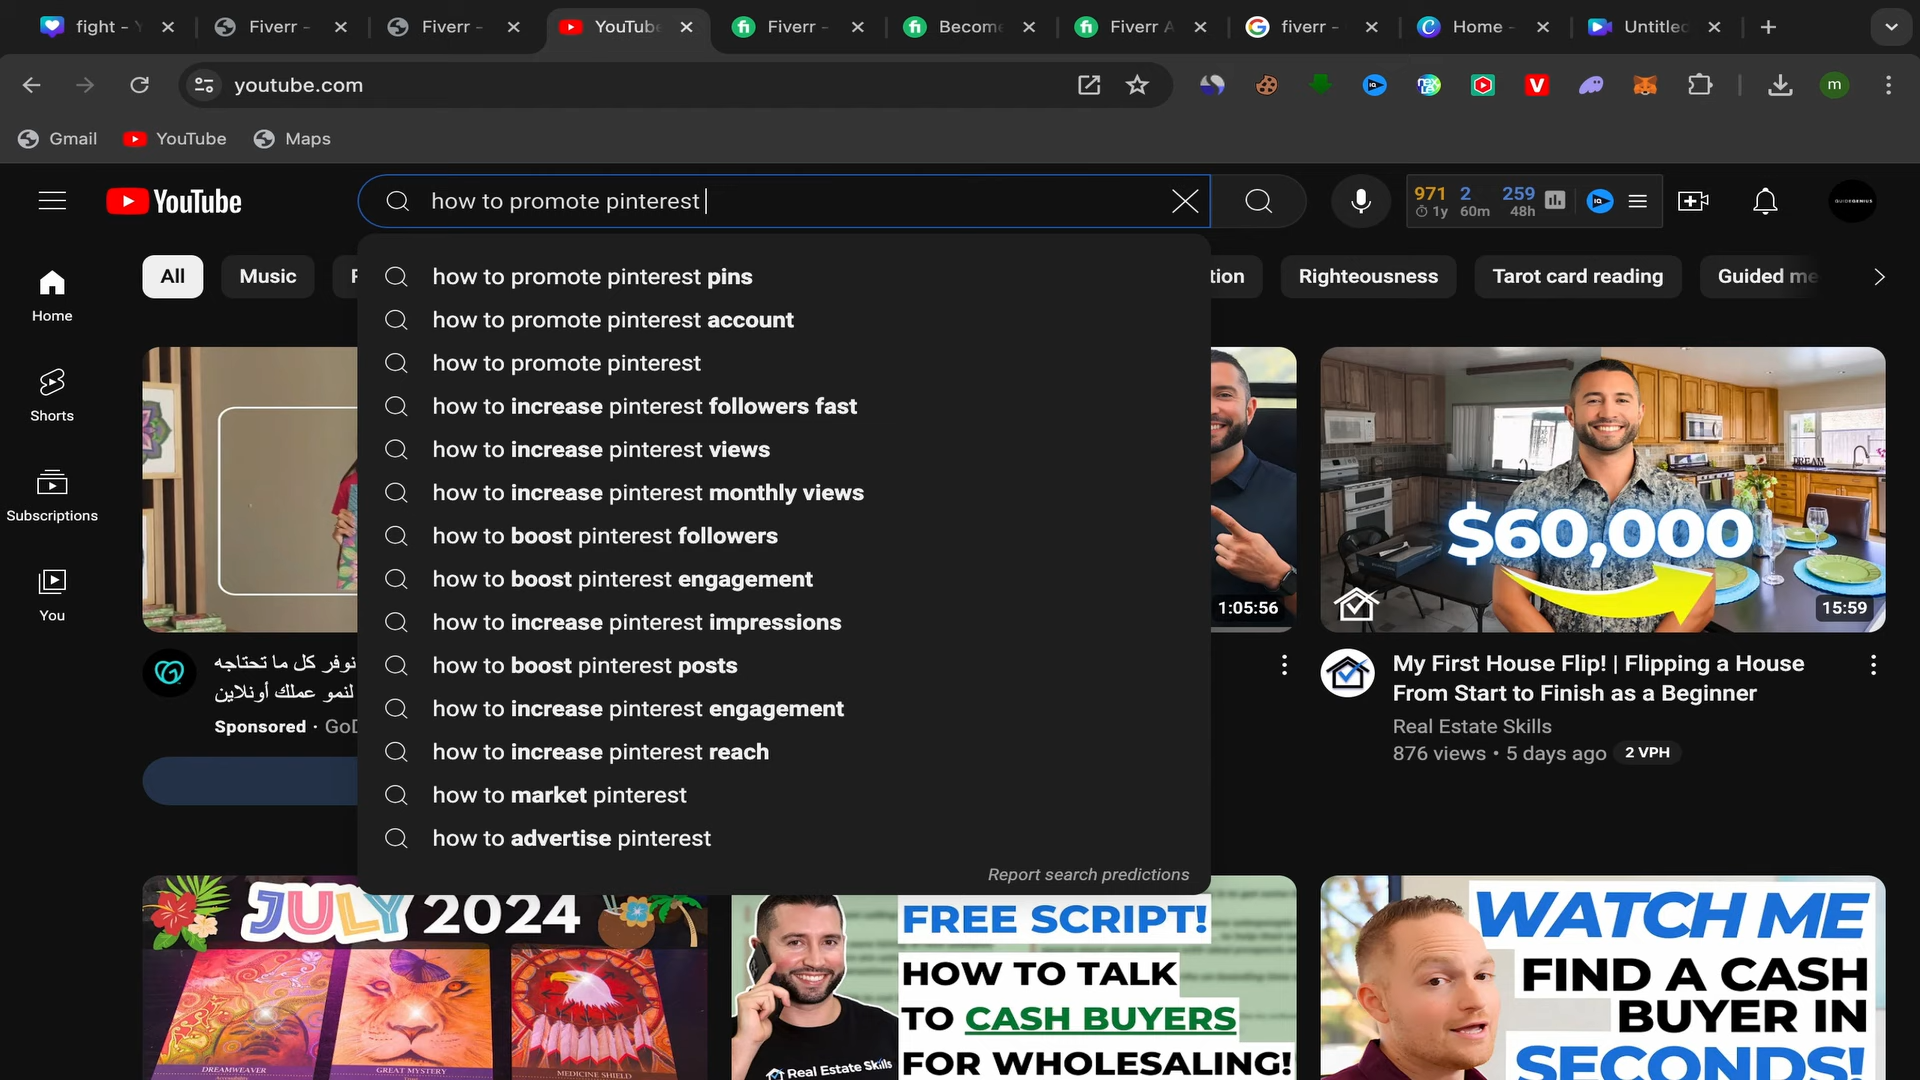 fight -
Fiverr -
Fiverr -
YouTube
Fiverr -
Become
Fiverr A
fiverr -
Home -
Untitled
youtube.com
m
Gmail
YouTube
Maps
YouTube
how to promote pinterest
971
2
259
1y
60m
48h
IQ
GUIDEGENIUS
All
Music
tion
Righteousness
Tarot card reading
Guided me
Home
Shorts
Subscriptions
You
how to promote pinterest pins
how to promote pinterest account
how to promote pinterest
how to increase pinterest followers fast
how to increase pinterest views
how to increase pinterest monthly views
how to boost pinterest followers
how to boost pinterest engagement
how to increase pinterest impressions
how to boost pinterest posts
how to increase pinterest engagement
how to increase pinterest reach
how to market pinterest
how to advertise pinterest
Report search predictions
نوفر كل ما تحتاجه
لنمو عملك أونلاين
Sponsored · GoD
1:05:56
DREAM
$60,000
15:59
My First House Flip! | Flipping a House
From Start to Finish as a Beginner
Real Estate Skills
876 views • 5 days ago
2 VPH
JULY 2024
DREAMWEAVER
GREAT MYSTERY
MEDICINE SHIELD
FREE SCRIPT!
HOW TO TALK
TO CASH BUYERS
FOR WHOLESALING!
Real Estate Skills
WATCH ME
FIND A CASH
BUYER IN
SECONDS!